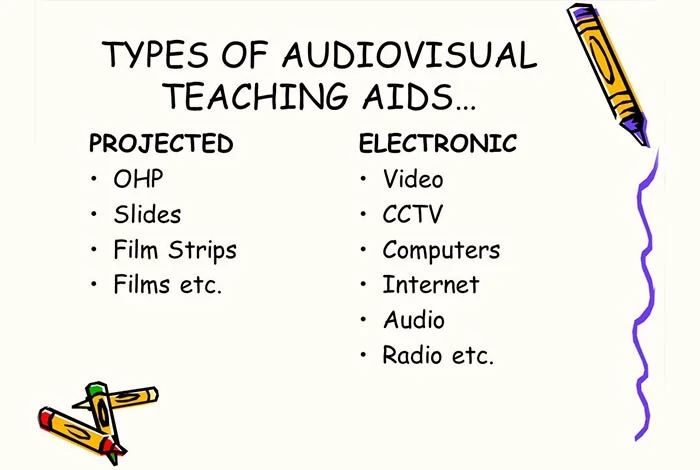 TYPES OF AUDIOVISUAL
TEACHING AIDS...
PROJECTED
• OHP
• Slides
• Film Strips
• Films etc.
ELECTRONIC
• Video
• CCTV
• Computers
• Internet
• Audio
• Radio etc.